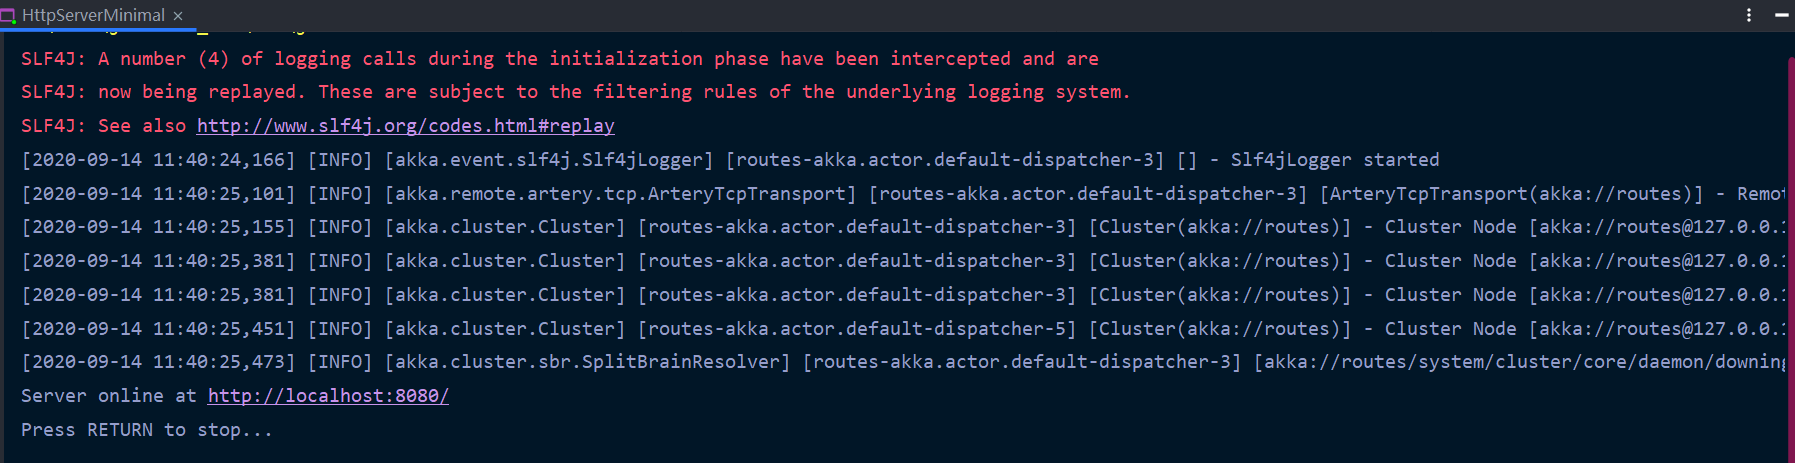 HttpServerMinimal ×
SLF4J: A number (4) of logging calls during the initialization phase have been intercepted and are
SLF4J: now being replayed. These are subject to the filtering rules of the underlying logging system.
SLF4J: See also http://www.slf4j.org/codes.html#replay
[2020-09-14 11:40:24,166] [INFO] [akka.event.slf4j.Slf4jLogger] [routes-akka.actor.default-dispatcher-3] [] - Slf4jLogger started
[2020-09-14 11:40:25,101] [INFO] [akka.remote.artery.tcp.ArteryTcpTransport] [routes-akka.actor.default-dispatcher-3] [ArteryTcpTransport(akka://routes)] - Remot
[2020-09-14 11:40:25,155] [INFO] [akka.cluster.Cluster] [routes-akka.actor.default-dispatcher-3] [Cluster(akka://routes)] - Cluster Node [akka://routes@127.0.0.1
[2020-09-14 11:40:25,381] [INFO] [akka.cluster.Cluster] [routes-akka.actor.default-dispatcher-3] [Cluster(akka://routes)] - Cluster Node [akka://routes@127.0.0.1
[2020-09-14 11:40:25,381] [INFO] [akka.cluster.Cluster] [routes-akka.actor.default-dispatcher-3] [Cluster(akka://routes)] - Cluster Node [akka://routes@127.0.0.1
[2020-09-14 11:40:25,451] [INFO] [akka.cluster.Cluster] [routes-akka.actor.default-dispatcher-5] [Cluster(akka://routes)] - Cluster Node [akka://routes@127.0.0.1
[2020-09-14 11:40:25,473] [INFO] [akka.cluster.sbr.SplitBrainResolver] [routes-akka.actor.default-dispatcher-3] [akka://routes/system/cluster/core/daemon/downing
Server online at http://localhost:8080/
Press RETURN to stop...